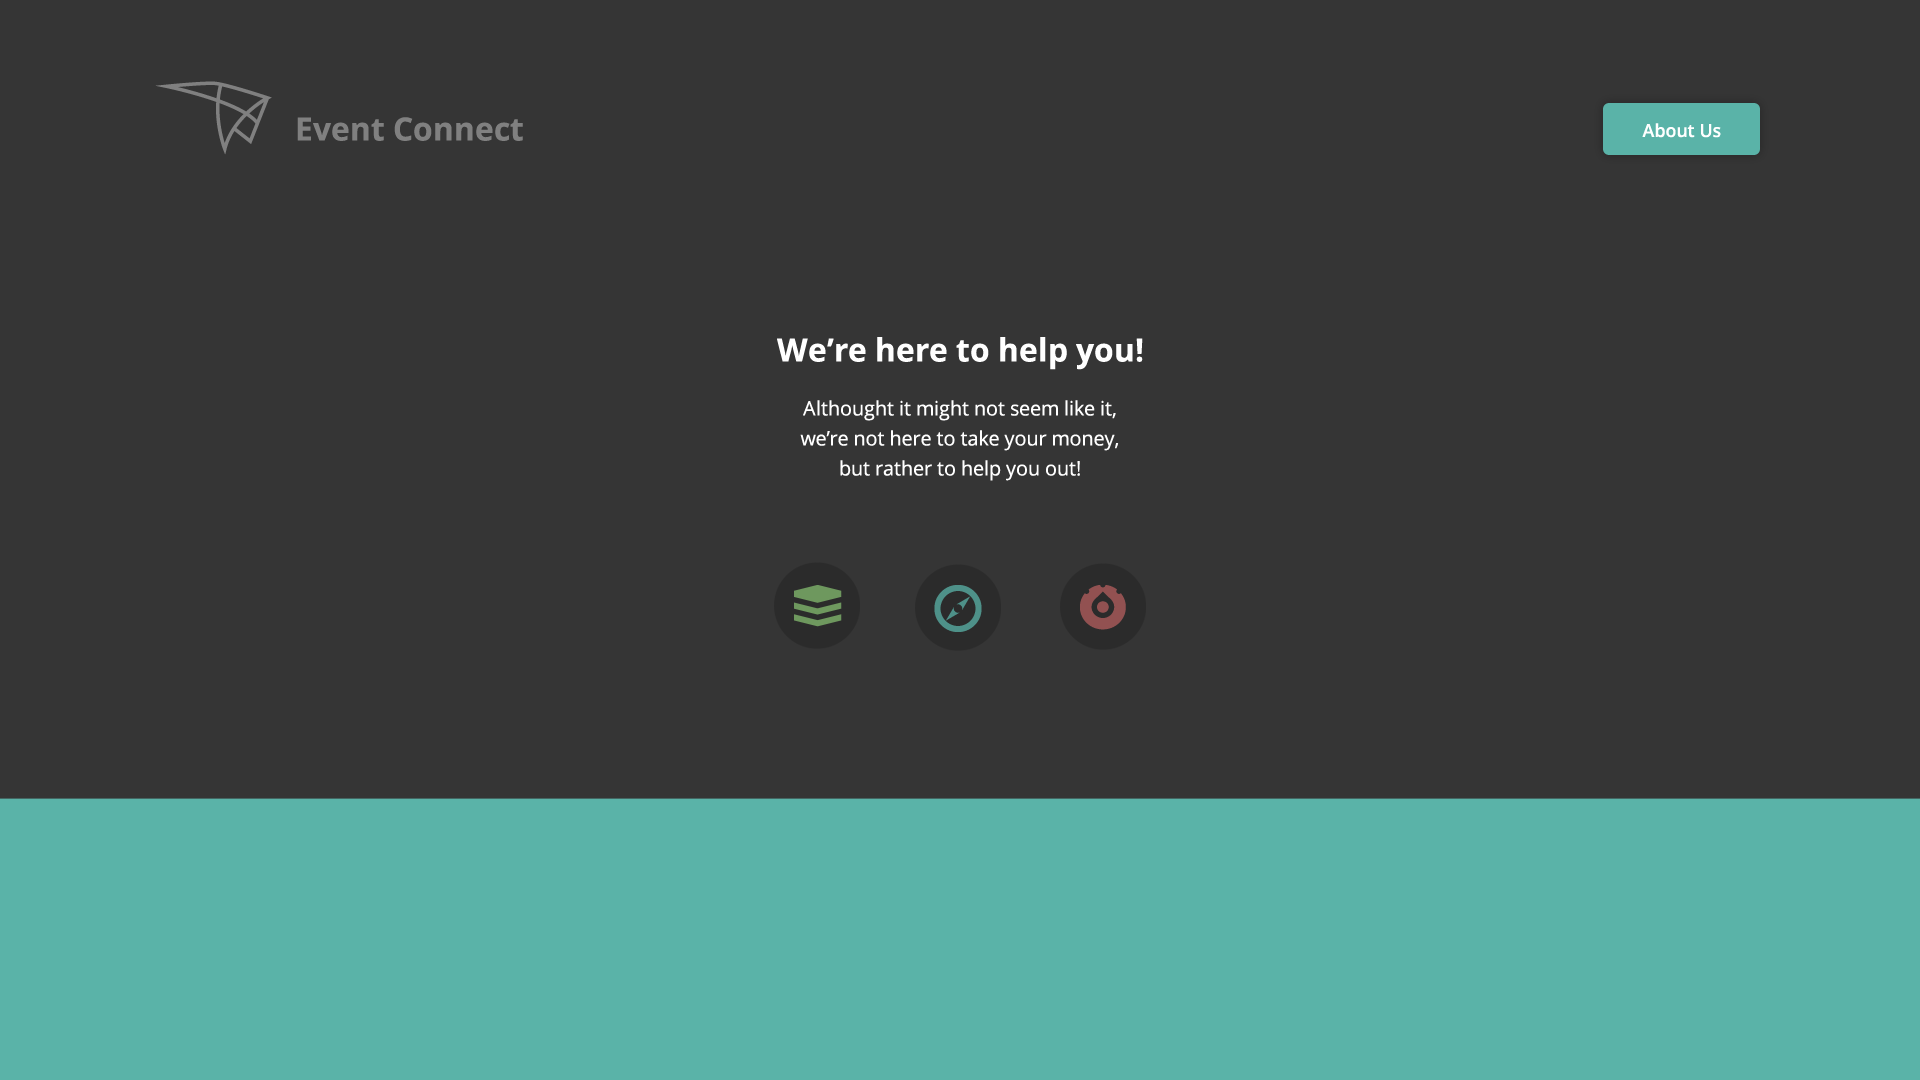 Event Connect
About Us
We’re here to help you!
Althought it might not seem like it,
we’re not here to take your money,
but rather to help you out!